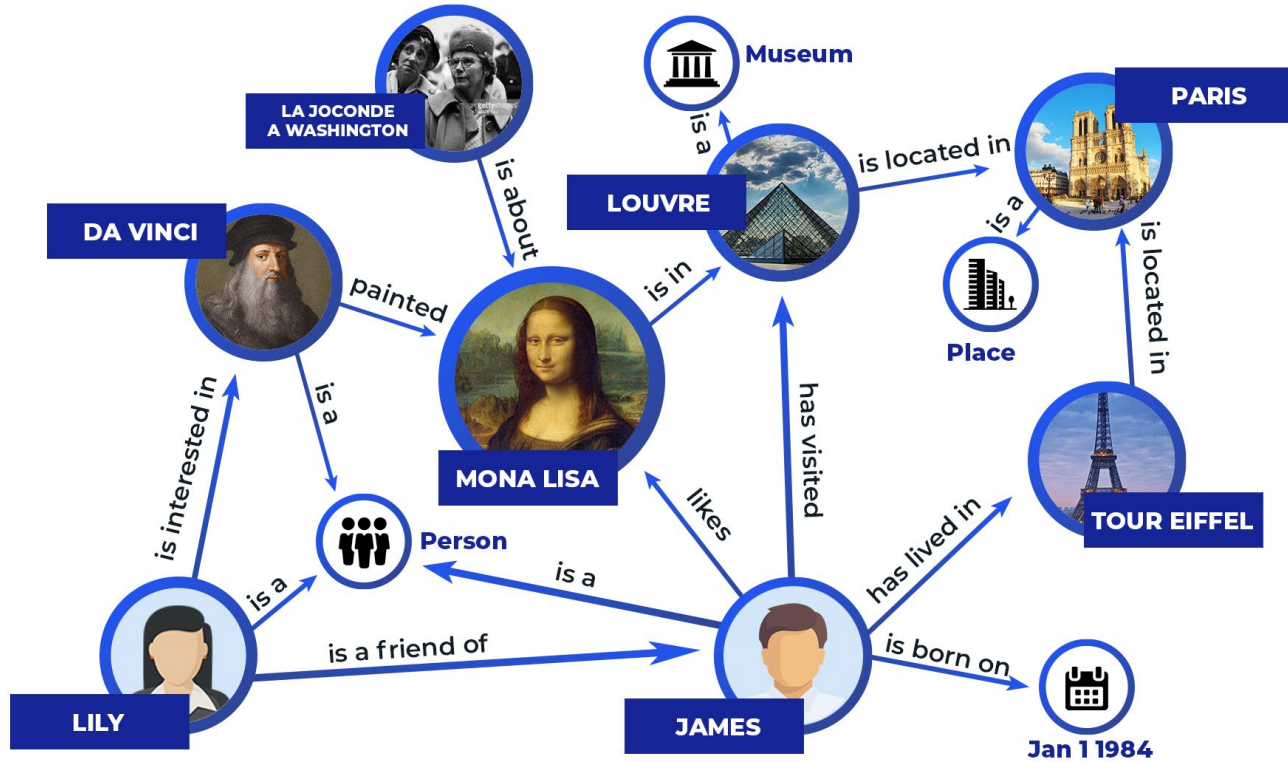 LA JOCONDE
A WASHINGTON
gettyimages
Museum
PARIS
is a
is located in
is about
LOUVRE
DA VINCI
is a
is located in
painted
is in
Place
is interested in
is a
has visited
MONA LISA
likes
TOUR EIFFEL
Person
has lived in
is a
is a
is a friend of
is born on
LILY
JAMES
Jan 1 1984